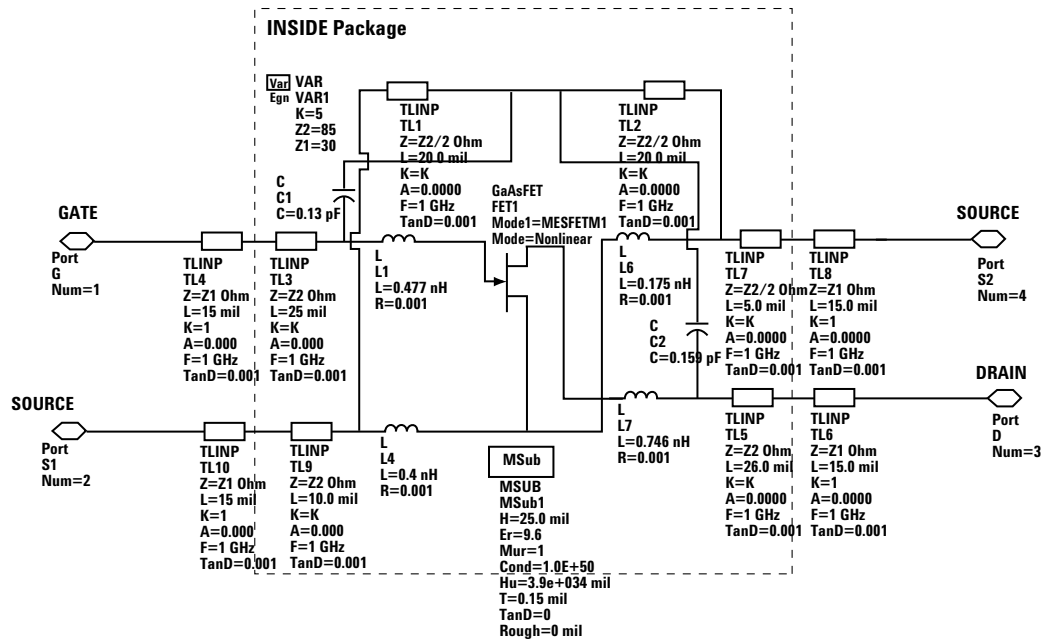 INSIDE Package
Var
Egn
VAR
VAR1
K=5
Z2=85
Z1=30
TLINP
TL1
Z=Z2/2 Ohm
L=20 0 mil
K=K
A=0.0000
F=1 GHz
TanD=0.001
TLINP
TL2
Z=Z2/2 Ohm
L=20 0 mil
K=K
A=0.0000
F=1 GHz
TanD=0.001
C
C1
C=0.13 pF
GaAsFET
FET1
Mode1=MESFETM1
Mode=Nonlinear
GATE
Port
G
Num=1
TLINP
TL4
Z=Z1 Ohm
L=15 mil
K=1
A=0.000
F=1 GHz
TanD=0.001
TLINP
TL3
Z=Z2 Ohm
L=25 mil
K=K
A=0.000
F=1 GHz
TanD=0.001
L
L1
L=0.477 nH
R=0.001
L
L6
L=0.175 nH
R=0.001
C
C2
C=0.159 pF
TLINP
TL7
Z=Z2/2 Ohm
L=5.0 mil
K=K
A=0.0000
F=1 GHz
TanD=0.001
TLINP
TL8
Z=Z1 Ohm
L=15.0 mil
K=1
A=0.0000
F=1 GHz
TanD=0.001
SOURCE
Port
S2
Num=4
SOURCE
Port
S1
Num=2
TLINP
TL10
Z=Z1 Ohm
L=15 mil
K=1
A=0.000
F=1 GHz
TanD=0.001
TLINP
TL9
Z=Z2 Ohm
L=10.0 mil
K=K
A=0.000
F=1 GHz
TanD=0.001
L
L4
L=0.4 nH
R=0.001
MSub
MSUB
MSub1
H=25.0 mil
Er=9.6
Mur=1
Cond=1.0E+50
Hu=3.9e+034 mil
T=0.15 mil
TanD=0
Rough=0 mil
L
L7
L=0.746 nH
R=0.001
TLINP
TL5
Z=Z2 Ohm
L=26.0 mil
K=K
A=0.0000
F=1 GHz
TanD=0.001
TLINP
TL6
Z=Z1 Ohm
L=15.0 mil
K=1
A=0.0000
F=1 GHz
TanD=0.001
DRAIN
Port
D
Num=3